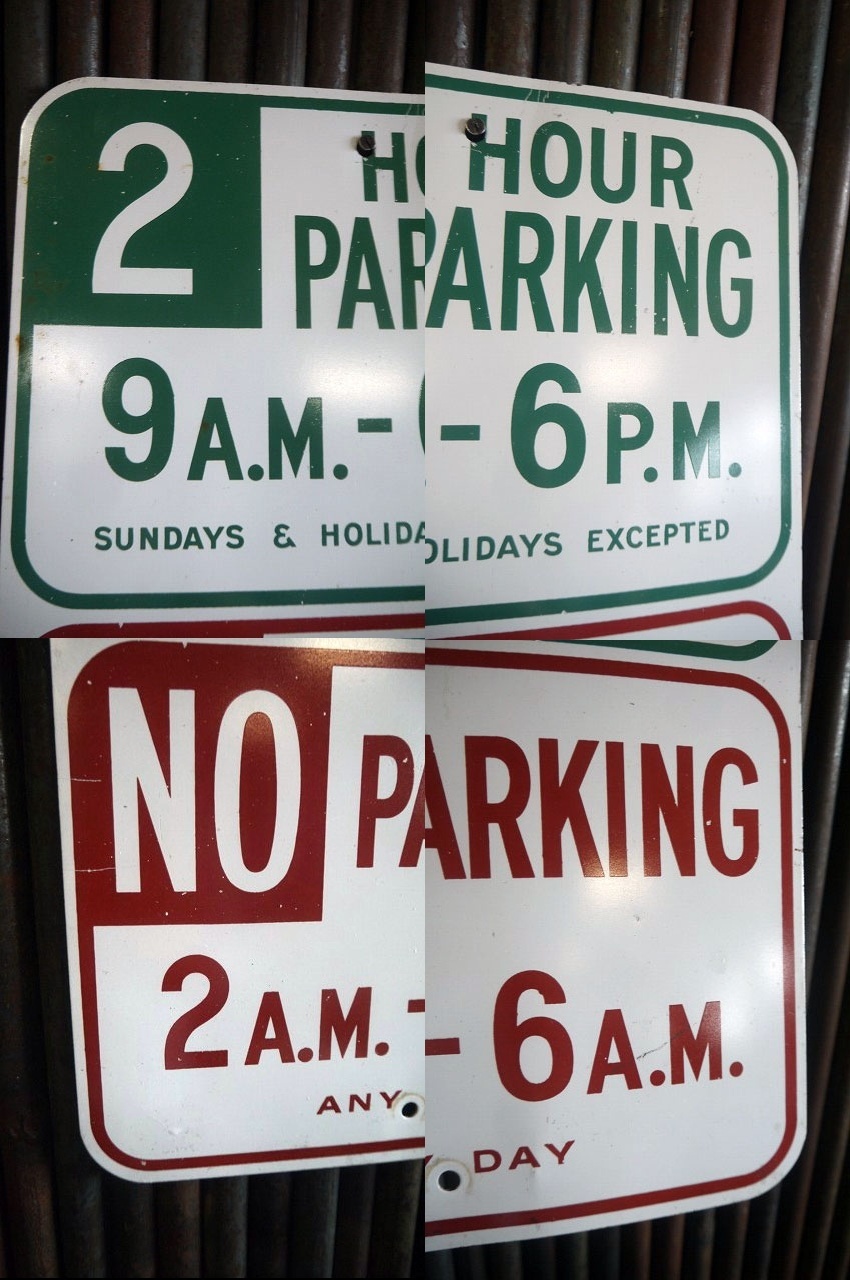 2 HOUR
PARKING
9 A.M. - 6 P.M.
SUNDAYS & HOLIDAYS EXCEPTED
NO PARKING
2 A.M. - 6 A.M.
ANY DAY